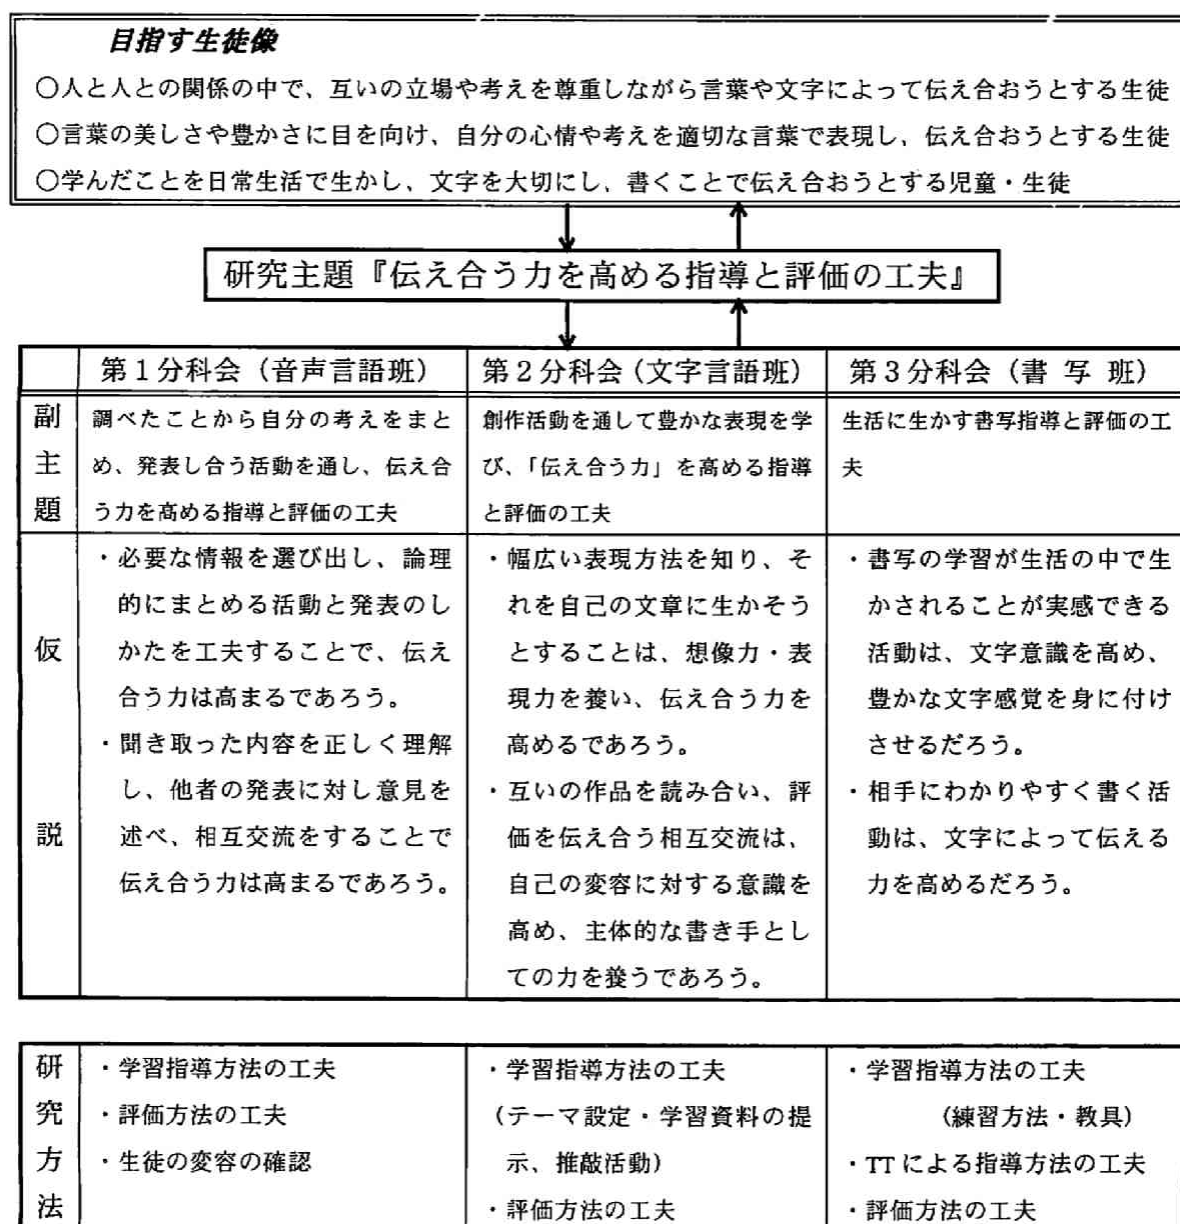 目指す生徒像
○人と人との関係の中で、互いの立場や考えを尊重しながら言葉や文字によって伝え合おうとする生徒
○言葉の美しさや豊かさに目を向け、自分の心情や考えを適切な言葉で表現し、伝え合おうとする生徒
○学んだことを日常生活で生かし、文字を大切にし、書くことで伝え合おうとする児童・生徒
研究主題『伝え合う力を高める指導と評価の工夫』
第1分科会（音声言語班）
第2分科会（文字言語班）
第3分科会（書 写 班）
副主題
調べたことから自分の考えをまと
め、発表し合う活動を通し、伝え合
う力を高める指導と評価の工夫
創作活動を通して豊かな表現を学
び、「伝え合う力」を高める指導
と評価の工夫
生活に生かす書写指導と評価の工
夫
仮説
・必要な情報を選び出し、論理
的にまとめる活動と発表のし
かたを工夫することで、伝え
合う力は高まるであろう。
・聞き取った内容を正しく理解
し、他者の発表に対し意見を
述べ、相互交流をすることで
伝え合う力は高まるであろう。
・幅広い表現方法を知り、そ
れを自己の文章に生かそう
とすることは、想像力・表
現力を養い、伝え合う力を
高めるであろう。
・互いの作品を読み合い、評
価を伝え合う相互交流は、
自己の変容に対する意識を
高め、主体的な書き手とし
ての力を養うであろう。
・書写の学習が生活の中で生
かされることが実感できる
活動は、文字意識を高め、
豊かな文字感覚を身に付け
させるだろう。
・相手にわかりやすく書く活
動は、文字によって伝える
力を高めるだろう。
研究方法
・学習指導方法の工夫
・評価方法の工夫
・生徒の変容の確認
・学習指導方法の工夫
（テーマ設定・学習資料の提
示、推敲活動）
・評価方法の工夫
・学習指導方法の工夫
（練習方法・教具）
・TTによる指導方法の工夫
・評価方法の工夫